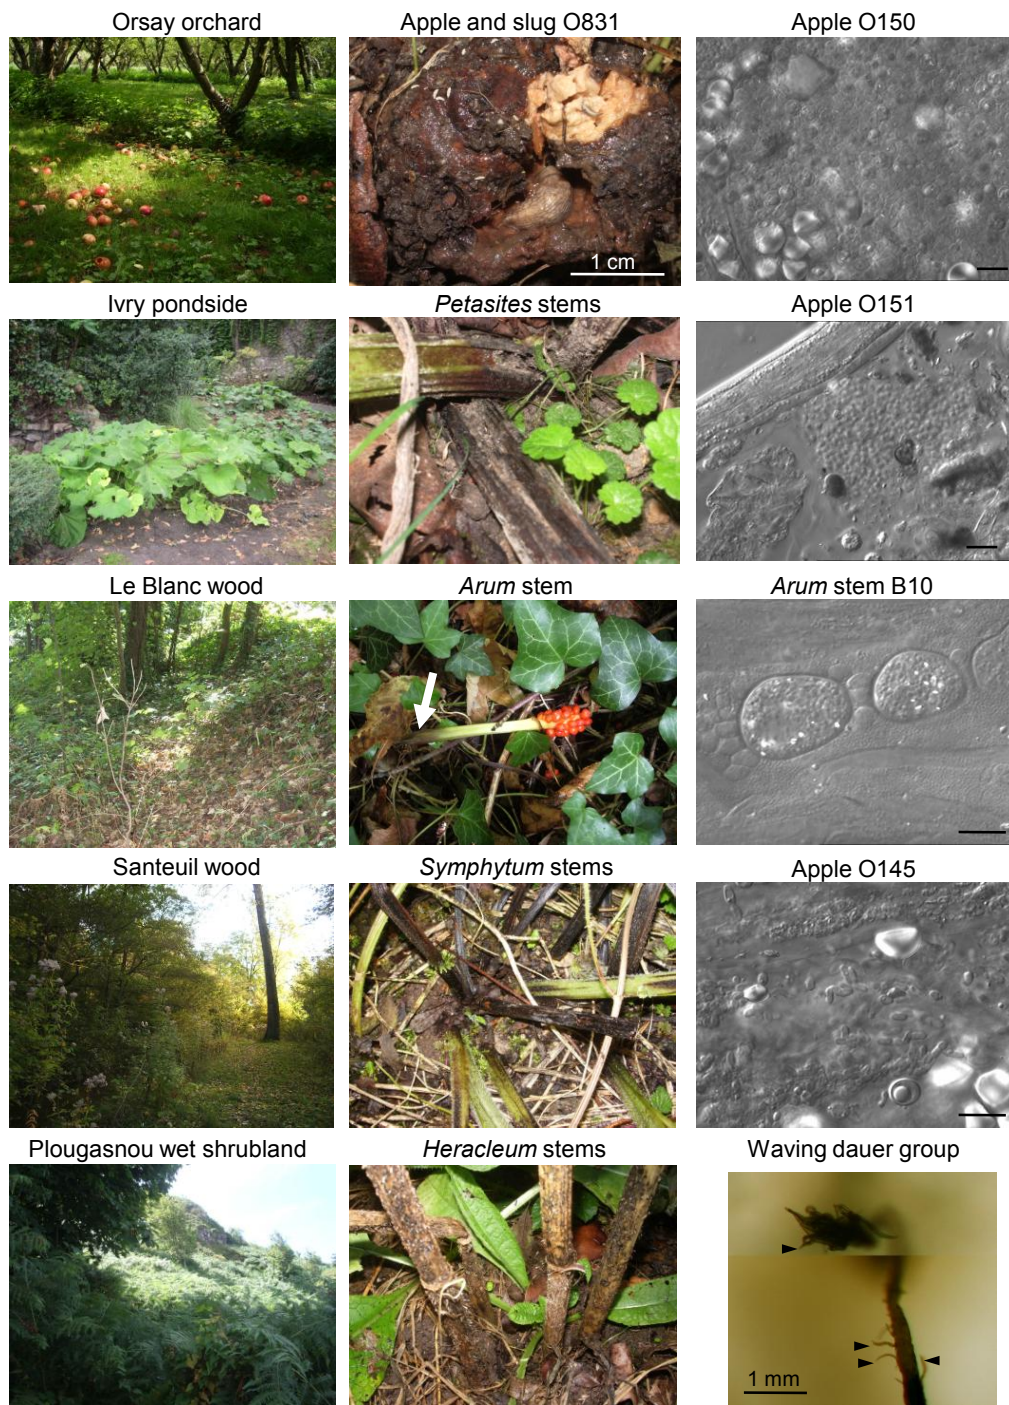 Orsay orchard
Apple and slug O831
Apple O150
1 cm
Ivry pondside
Petasites stems
Apple O151
Le Blanc wood
Arum stem
Arum stem B10
Santeuil wood
Symphytum stems
Apple O145
Plougasnou wet shrubland
Heracleum stems
Waving dauer group
1 mm